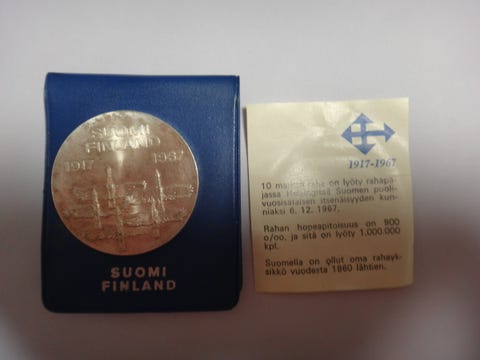 SUOMI
FINLAND
1917 1967
SUOMI
FINLAND
1917-1967
10 markan raha on lyöty rahapa-
jassa Helsingissä Suomen puoli-
vuosisataisen itsenäisyyden kun-
niaksi 6. 12. 1967.
Rahan hopeapitoisuus on 900
o/oo, ja sitä on lyöty 1.000.000
kpl.
Suomella on ollut oma rahayk-
sikkö vuodesta 1860 lähtien.